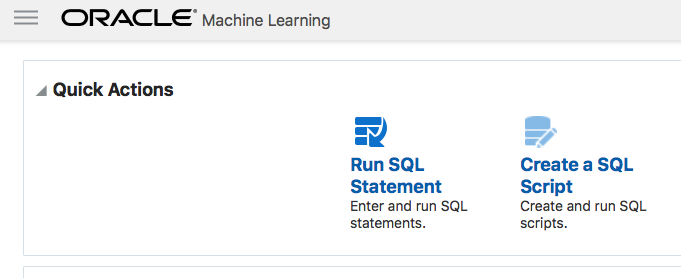 ORACLE® Machine Learning
Quick Actions
Run SQL
Statement
Enter and run SQL
statements.
Create a SQL
Script
Create and run SQL
scripts.